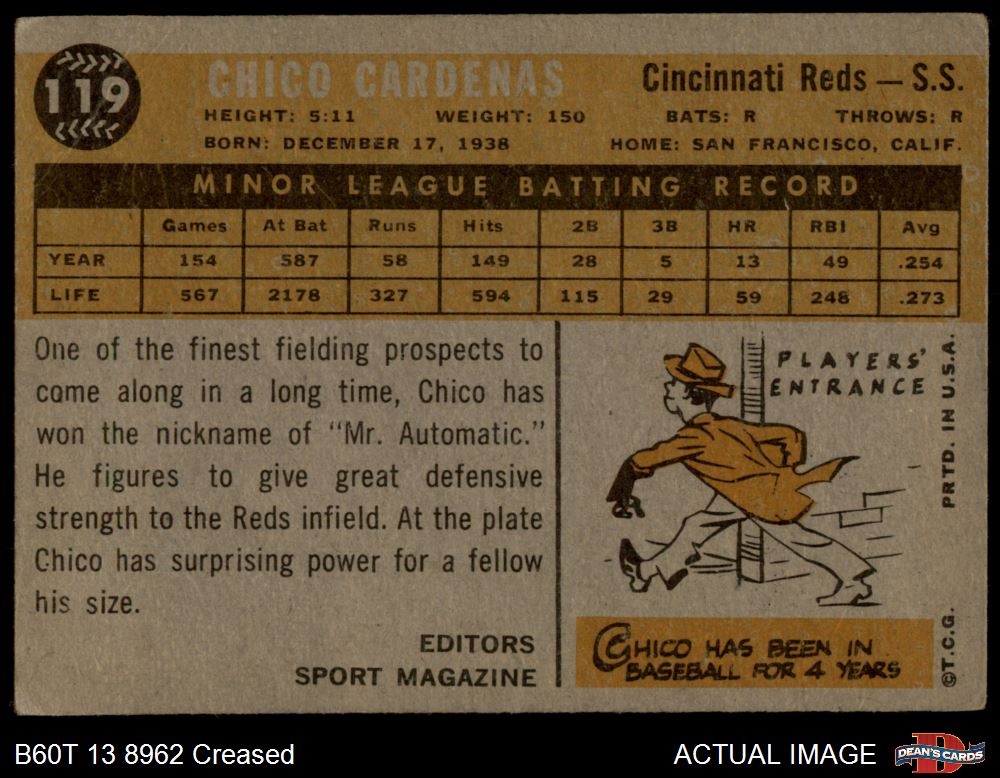 119
CHICO CARDENAS
Cincinnati Reds — S.S.
HEIGHT: 5:11 WEIGHT: 150 BATS: R THROWS: R
BORN: DECEMBER 17, 1938 HOME: SAN FRANCISCO, CALIF.
MINOR LEAGUE BATTING RECORD
Games At Bat Runs Hits 2B 3B HR RBI Avg
YEAR 154 587 58 149 28 5 13 49 .254
LIFE 567 2178 327 594 115 29 59 248 .273
One of the finest fielding prospects to
come along in a long time, Chico has
won the nickname of "Mr. Automatic."
He figures to give great defensive
strength to the Reds infield. At the plate
Chico has surprising power for a fellow
his size.
EDITORS
SPORT MAGAZINE
PLAYERS'
ENTRANCE
CHICO HAS BEEN IN
BASEBALL FOR 4 YEARS
©T.C.G. PRTD. IN U.S.A.
B60T 13 8962 Creased
ACTUAL IMAGE
DEAN'S CARDS